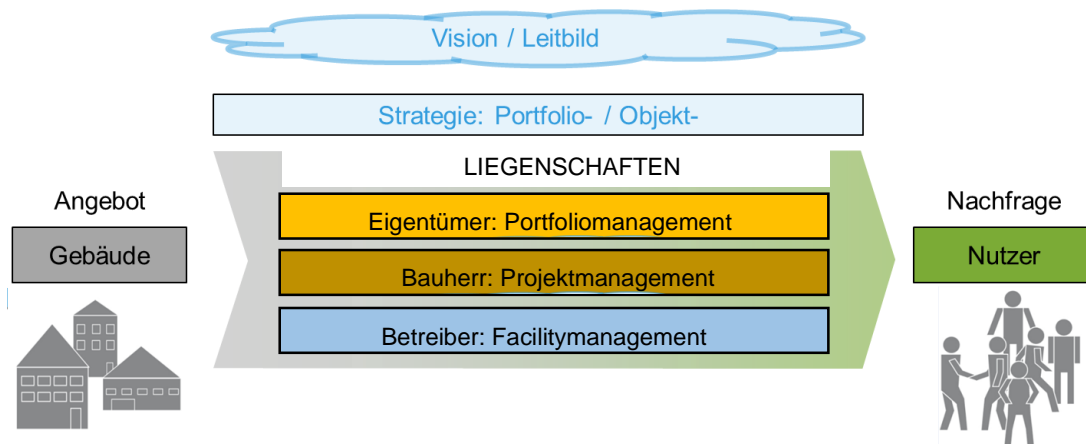 Vision / Leitbild
Strategie: Portfolio- / Objekt-
LIEGENSCHAFTEN
Angebot
Gebäude
Eigentümer: Portfoliomanagement
Bauherr: Projektmanagement
Betreiber: Facilitymanagement
Nachfrage
Nutzer